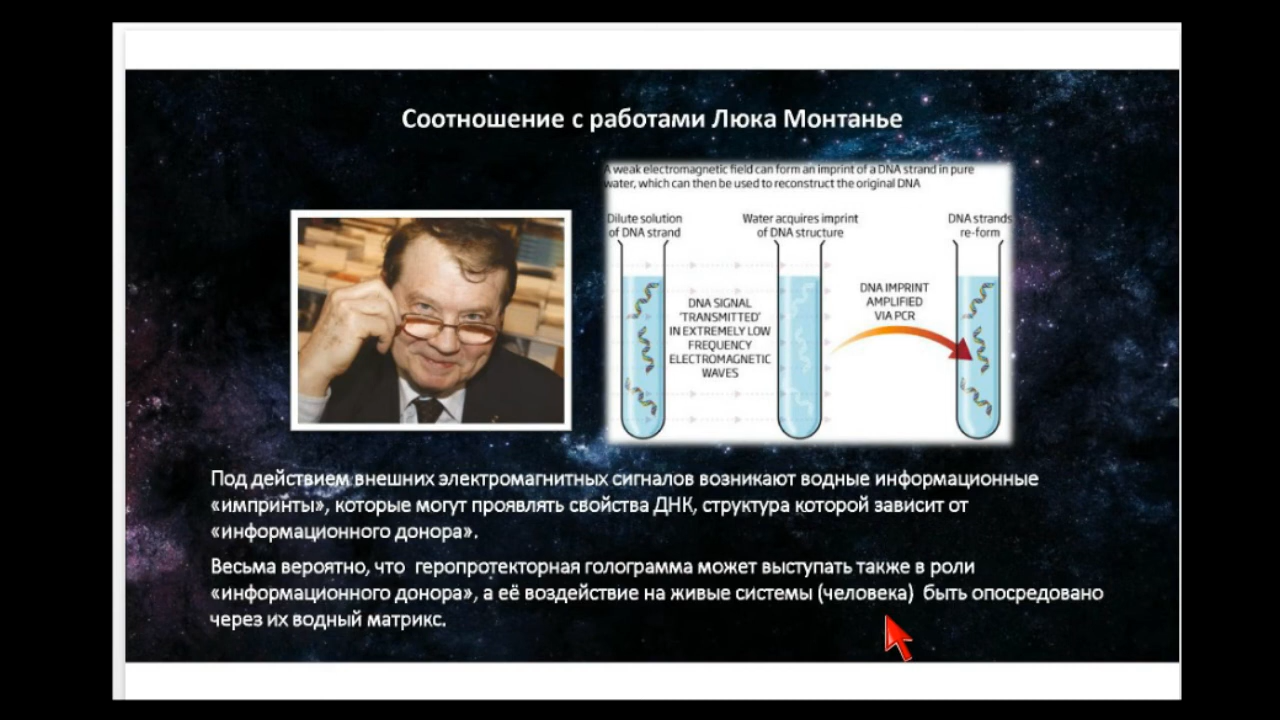 Соотношение с работами Люка Монтанье
A weak electromagnetic field can form an imprint of a DNA strand in pure
water, which can then be used to reconstruct the original DNA
Dilute solution
of DNA strand
Water acquires imprint
of DNA structure
DNA strands
re-form
DNA SIGNAL
'TRANSMITTED'
IN EXTREMELY LOW
FREQUENCY
ELECTROMAGNETIC
WAVES
DNA IMPRINT
AMPLIFIED
VIA PCR
Под действием внешних электромагнитных сигналов возникают водные информационные
«импринты», которые могут проявлять свойства ДНК, структура которой зависит от
«информационного донора».
Весьма вероятно, что геропротекторная голограмма может выступать также в роли
«информационного донора», а её воздействие на живые системы (человека) быть опосредовано
через их водный матрикс.